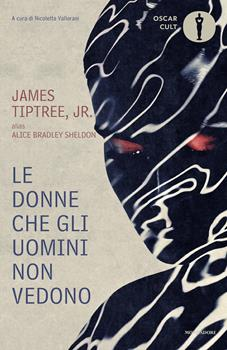 A cura di Nicoletta Vallorani
OSCAR
CULT
JAMES
TIPTREE, JR.
alias
ALICE BRADLEY SHELDON
LE
DONNE
CHE GLI
UOMINI
NON
VEDONO
MONDADORI